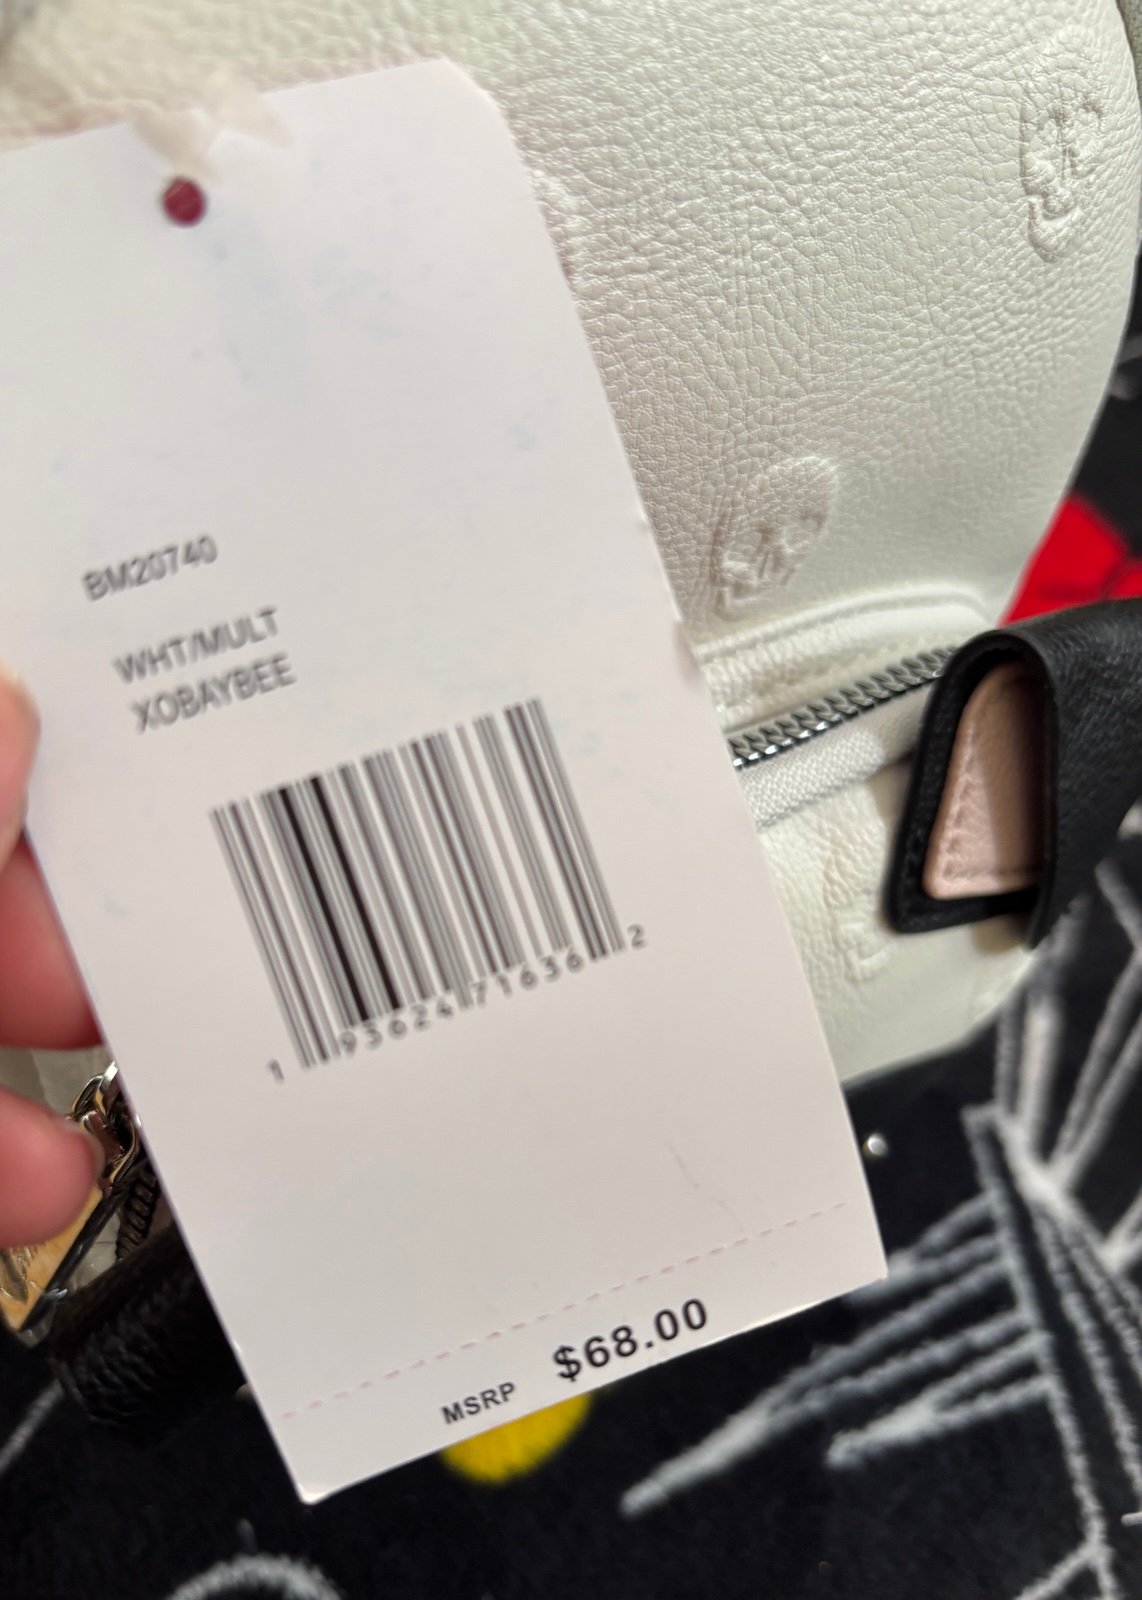 BM20740
WHT/MULT
XOBAYBEE
1 93624 71636 2
MSRP $68.00